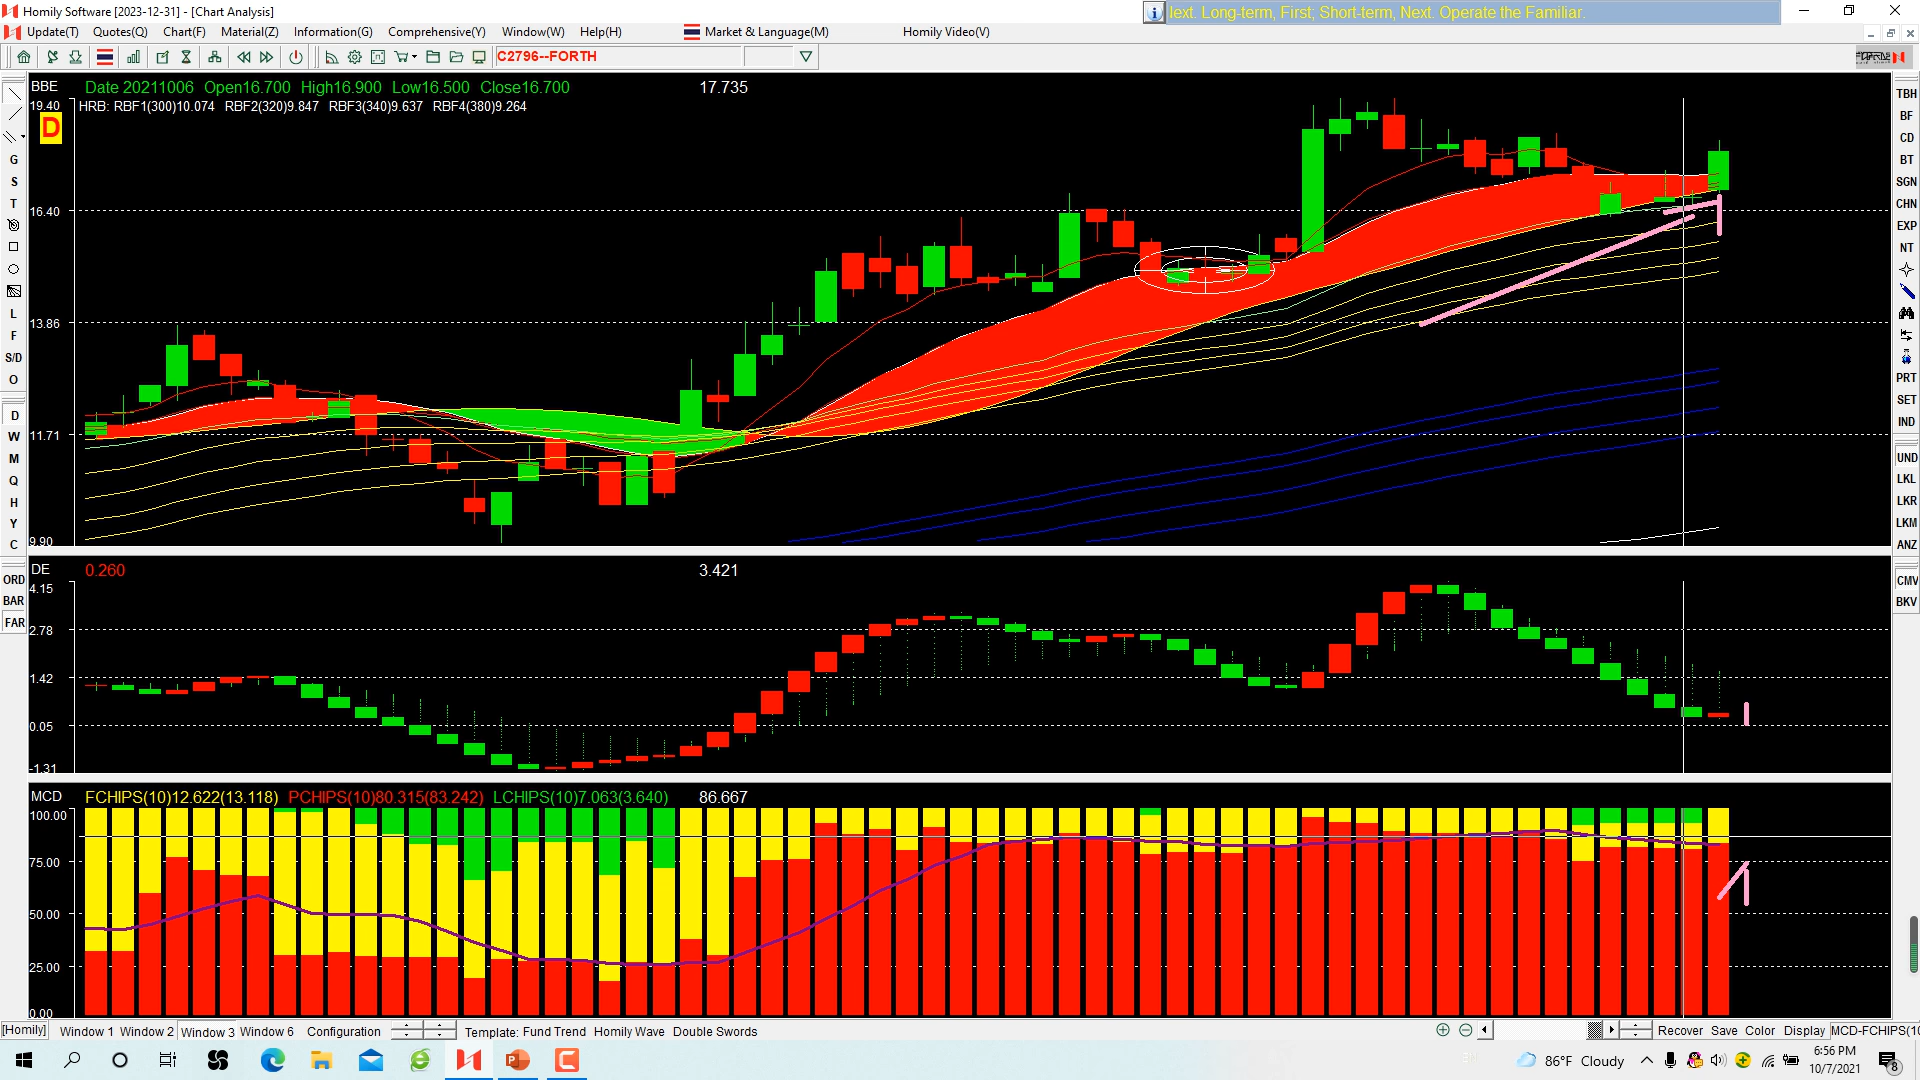 Homily Software [2023-12-31] - [Chart Analysis]
Text. Long-term, First; Short-term, Next. Operate the Familiar.
Update(T) Quotes(Q) Chart(F) Material(Z) Information(G) Comprehensive(Y) Window(W) Help(H) Market & Language(M) Homily Video(V)
C2796--FORTH
BBE Date 20211006 Open16.700 High16.900 Low16.500 Close16.700 17.735
19.40 HRB: RBF1(300)10.074 RBF2(320)9.847 RBF3(340)9.637 RBF4(380)9.264
D
16.40
13.86
11.71
9.90
DE 0.260 3.421
4.15
2.78
1.42
0.05
-1.31
MCD FCHIPS(10)12.622(13.118) PCHIPS(10)80.315(83.242) LCHIPS(10)7.063(3.640) 86.667
100.00
75.00
50.00
25.00
0.00
G
S
T
L
F
S/D
O
D
W
M
Q
H
Y
C
ORD
BAR
FAR
TBH
BF
CD
BT
SGN
CHN
EXP
NT
PRT
SET
IND
UND
LKL
LKR
LKM
ANZ
CMV
BKV
[Homily] Window 1 Window 2 Window 3 Window 6 Configuration Template: Fund Trend Homily Wave Double Swords Recover Save Color Display MCD-FCHIPS(10
86°F Cloudy
6:56 PM
10/7/2021
8